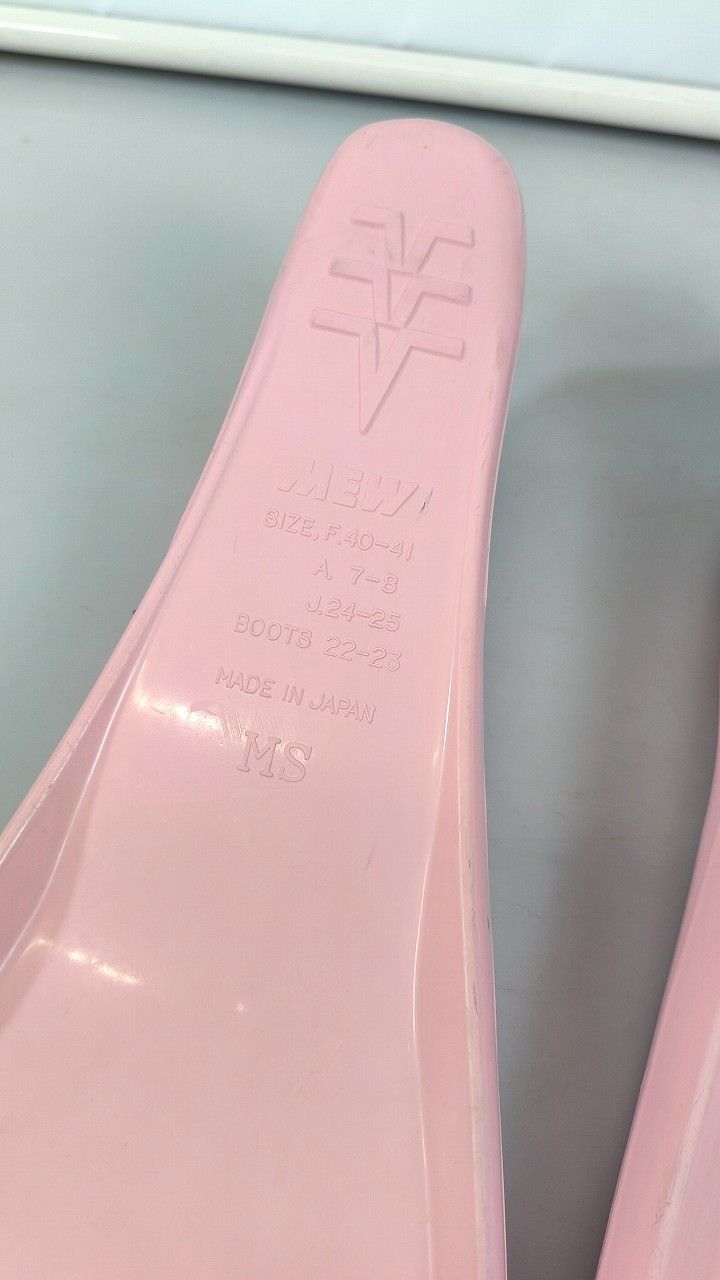 MEW
SIZE, F.40-41
A. 7-8
J.24-25
BOOTS 22-23
MADE IN JAPAN
MS